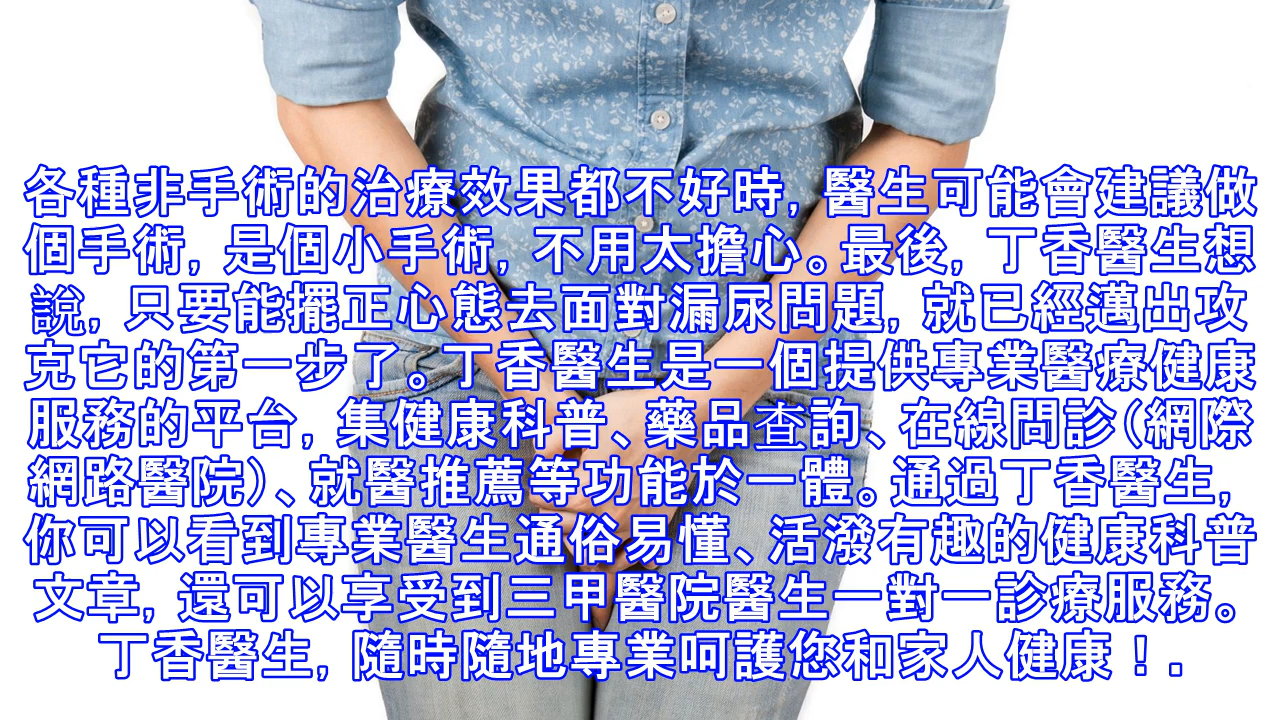 各種非手術的治療效果都不好時，醫生可能會建議做
個手術，是個小手術，不用太擔心。最後，丁香醫生想
說，只要能擺正心態去面對漏尿問題，就已經邁出攻
克它的第一步了。丁香醫生是一個提供專業醫療健康
服務的平台，集健康科普、藥品查詢、在線問診（網際
網路醫院）、就醫推薦等功能於一體。通過丁香醫生，
你可以看到專業醫生通俗易懂、活潑有趣的健康科普
文章，還可以享受到三甲醫院醫生一對一診療服務。
丁香醫生，隨時隨地專業呵護您和家人健康！.